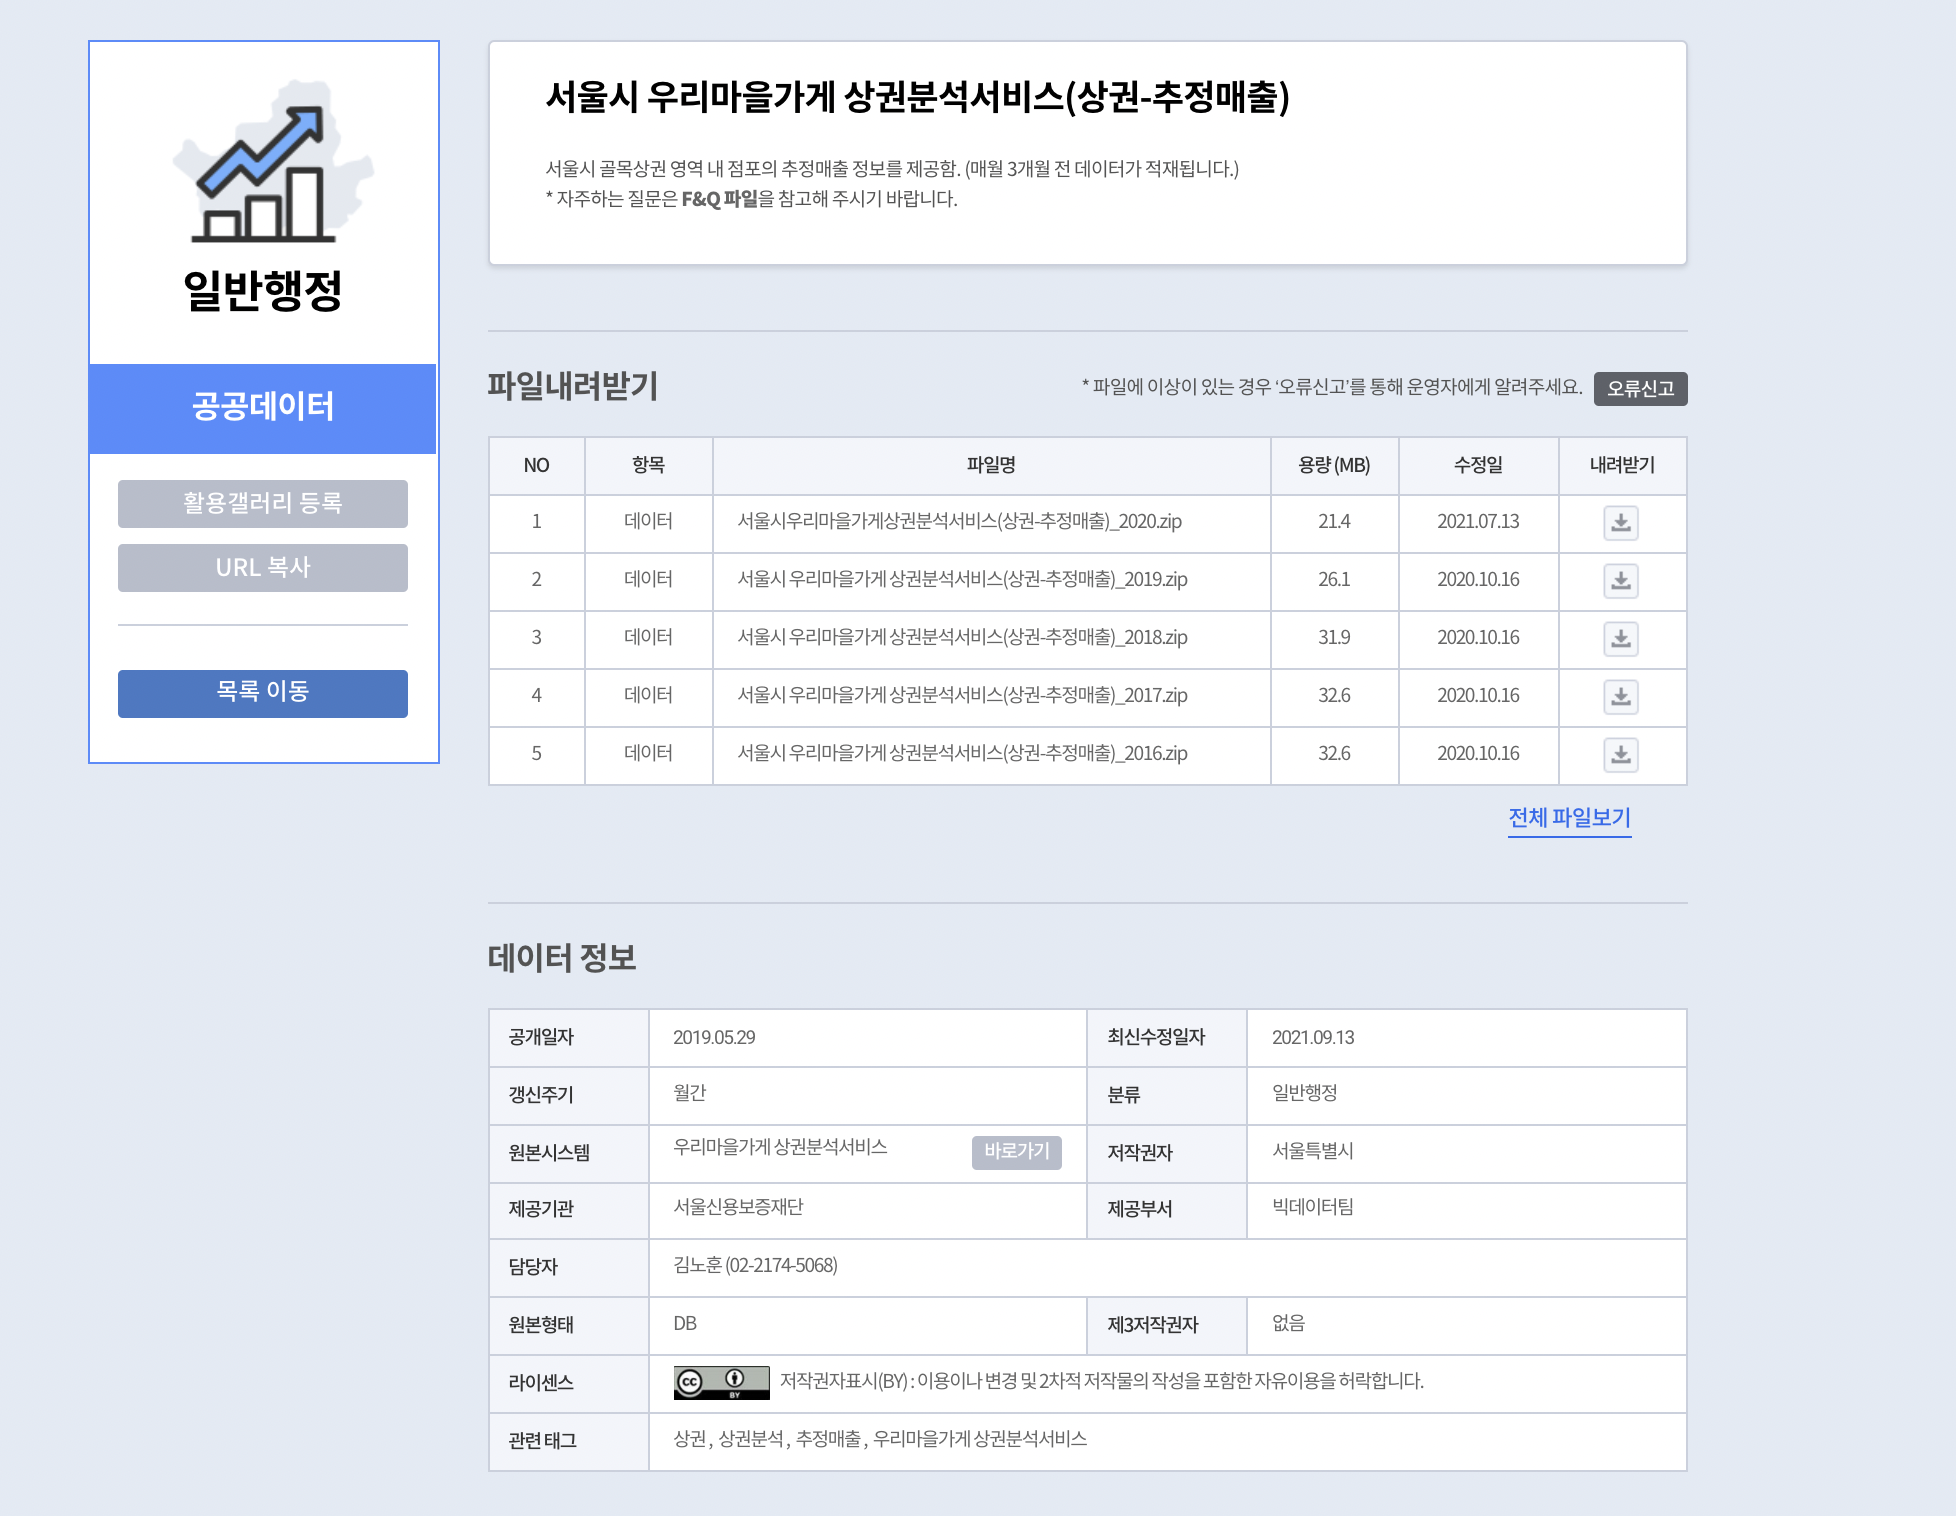 일반행정
공공데이터
활용갤러리 등록
URL 복사
목록 이동
서울시 우리마을가게 상권분석서비스(상권-추정매출)
서울시 골목상권 영역 내 점포의 추정매출 정보를 제공함. (매월 3개월 전 데이터가 적재됩니다.)
* 자주하는 질문은 F&Q 파일을 참고해 주시기 바랍니다.
파일내려받기
* 파일에 이상이 있는 경우 ‘오류신고’를 통해 운영자에게 알려주세요. 오류신고
NO 항목 파일명 용량 (MB) 수정일 내려받기
1 데이터 서울시우리마을가게상권분석서비스(상권-추정매출)_2020.zip 21.4 2021.07.13
2 데이터 서울시 우리마을가게 상권분석서비스(상권-추정매출)_2019.zip 26.1 2020.10.16
3 데이터 서울시 우리마을가게 상권분석서비스(상권-추정매출)_2018.zip 31.9 2020.10.16
4 데이터 서울시 우리마을가게 상권분석서비스(상권-추정매출)_2017.zip 32.6 2020.10.16
5 데이터 서울시 우리마을가게 상권분석서비스(상권-추정매출)_2016.zip 32.6 2020.10.16
전체 파일보기
데이터 정보
공개일자 2019.05.29 최신수정일자 2021.09.13
갱신주기 월간 분류 일반행정
원본시스템 우리마을가게 상권분석서비스 바로가기 저작권자 서울특별시
제공기관 서울신용보증재단 제공부서 빅데이터팀
담당자 김노훈 (02-2174-5068)
원본형태 DB 제3저작권자 없음
라이센스 cc BY 저작권자표시(BY) : 이용이나 변경 및 2차적 저작물의 작성을 포함한 자유이용을 허락합니다.
관련 태그 상권 , 상권분석 , 추정매출 , 우리마을가게 상권분석서비스